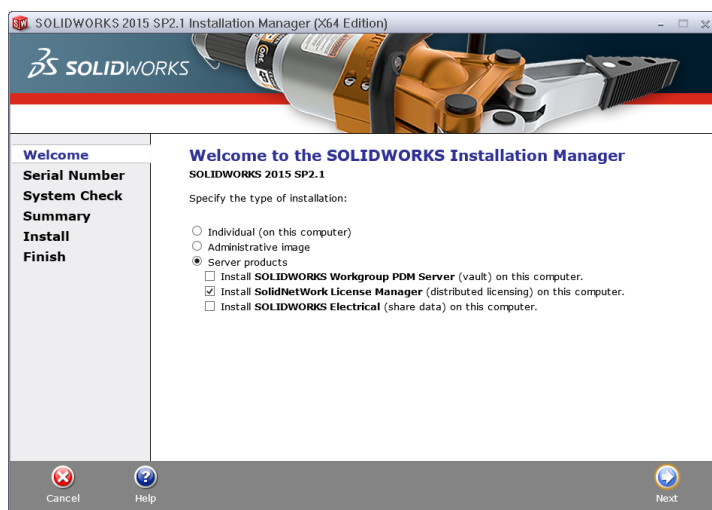 SOLIDWORKS 2015 SP2.1 Installation Manager (X64 Edition)
SOLIDWORKS
Welcome
Serial Number
System Check
Summary
Install
Finish
Welcome to the SOLIDWORKS Installation Manager
SOLIDWORKS 2015 SP2.1
Specify the type of installation:
Individual (on this computer)
Administrative image
Server products
Install SOLIDWORKS Workgroup PDM Server (vault) on this computer.
Install SolidNetWork License Manager (distributed licensing) on this computer.
Install SOLIDWORKS Electrical (share data) on this computer.
Cancel
Help
Next